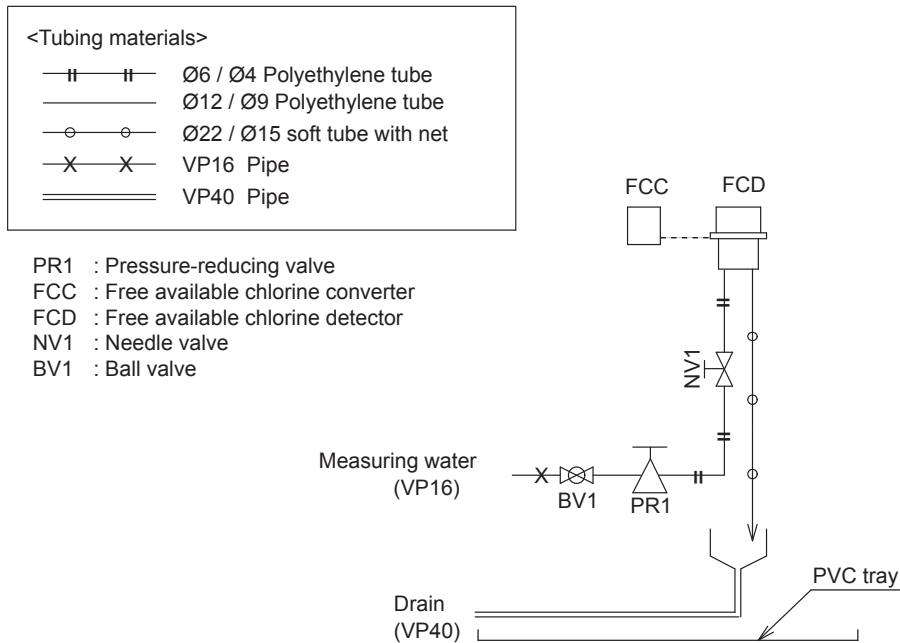 <Tubing materials>
Ø6 / Ø4 Polyethylene tube
Ø12 / Ø9 Polyethylene tube
Ø22 / Ø15 soft tube with net
VP16 Pipe
VP40 Pipe
PR1 : Pressure-reducing valve
FCC : Free available chlorine converter
FCD : Free available chlorine detector
NV1 : Needle valve
BV1 : Ball valve
FCC
FCD
NV1
Measuring water
(VP16)
BV1
PR1
PVC tray
Drain
(VP40)